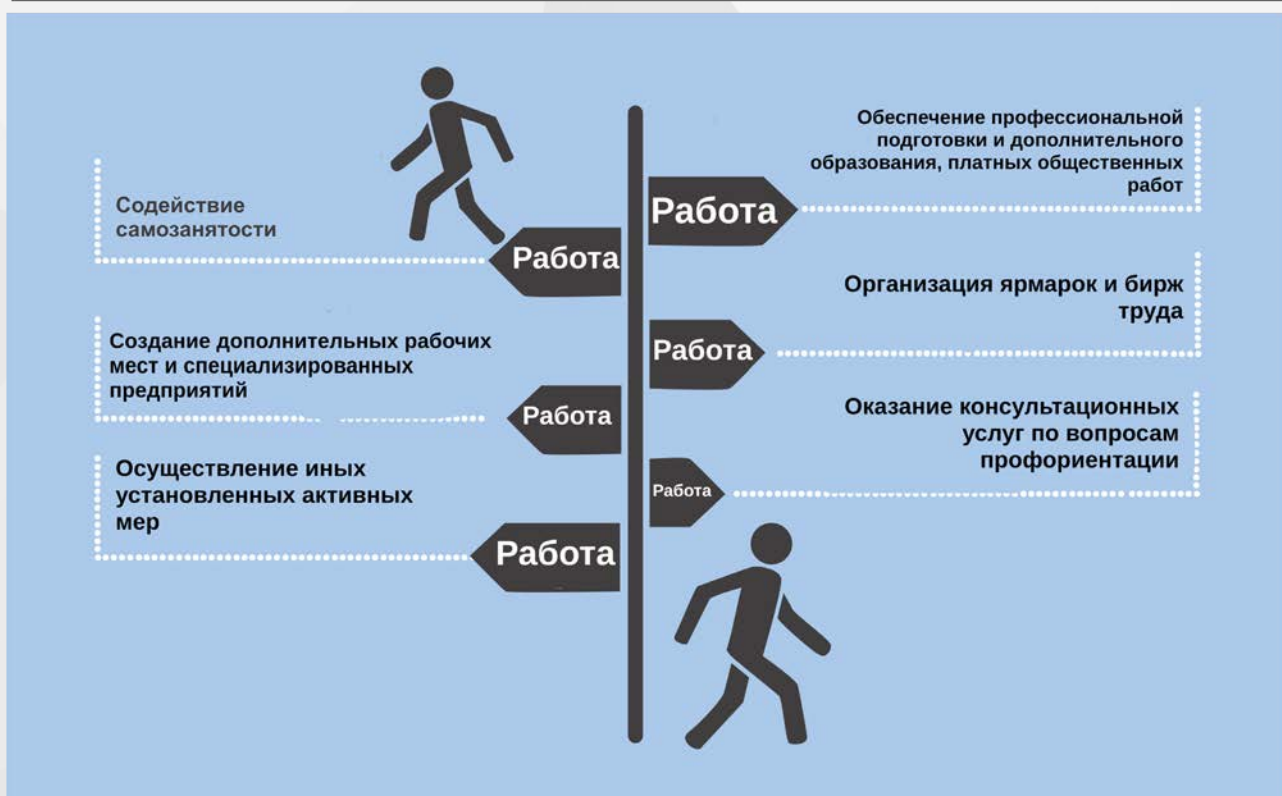 Обеспечение профессиональной
подготовки и дополнительного
образования, платных общественных
работ
Содействие
самозанятости
Работа
Работа
Организация ярмарок и бирж
труда
Создание дополнительных рабочих
мест и специализированных
предприятий
Работа
Работа
Оказание консультационных
услуг по вопросам
профориентации
Осуществление иных
установленных активных
мер
Работа
Работа